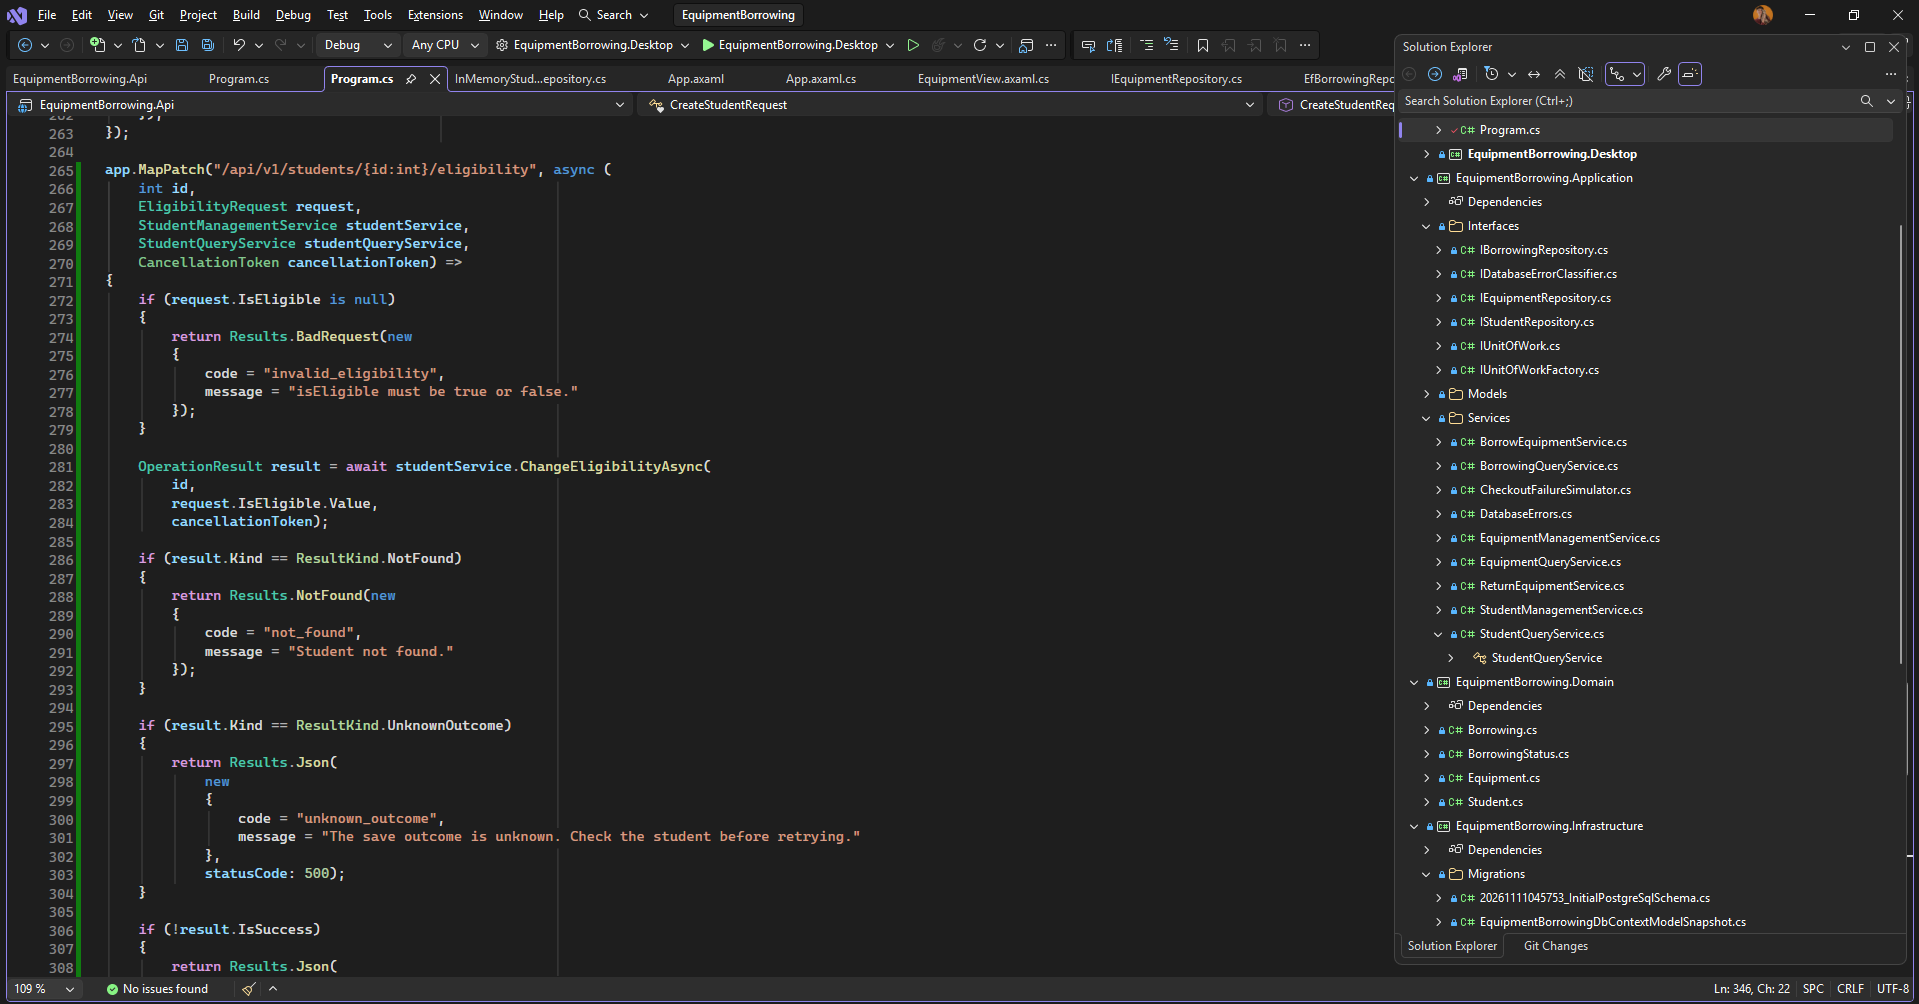 File Edit View Git Project Build Debug Test Tools Extensions Window Help Search EquipmentBorrowing
Debug Any CPU EquipmentBorrowing.Desktop EquipmentBorrowing.Desktop
EquipmentBorrowing.Api Program.cs Program.cs InMemoryStud...epository.cs App.axaml App.axaml.cs EquipmentView.axaml.cs IEquipmentRepository.cs EfBorrowingRepo
EquipmentBorrowing.Api CreateStudentRequest CreateStudentReq
262 });
263 });
264
265 app.MapPatch("/api/v1/students/{id:int}/eligibility", async (
266 int id,
267 EligibilityRequest request,
268 StudentManagementService studentService,
269 StudentQueryService studentQueryService,
270 CancellationToken cancellationToken) =>
271 {
272 if (request.IsEligible is null)
273 {
274 return Results.BadRequest(new
275 {
276 code = "invalid_eligibility",
277 message = "isEligible must be true or false."
278 });
279 }
280
281 OperationResult result = await studentService.ChangeEligibilityAsync(
282 id,
283 request.IsEligible.Value,
284 cancellationToken);
285
286 if (result.Kind == ResultKind.NotFound)
287 {
288 return Results.NotFound(new
289 {
290 code = "not_found",
291 message = "Student not found."
292 });
293 }
294
295 if (result.Kind == ResultKind.UnknownOutcome)
296 {
297 return Results.Json(
298 new
299 {
300 code = "unknown_outcome",
301 message = "The save outcome is unknown. Check the student before retrying."
302 },
303 statusCode: 500);
304 }
305
306 if (!result.IsSuccess)
307 {
308 return Results.Json(
109 % No issues found Ln: 346, Ch: 22 SPC CRLF UTF-8
Solution Explorer
Search Solution Explorer (Ctrl+;)
C# Program.cs
C# EquipmentBorrowing.Desktop
C# EquipmentBorrowing.Application
Dependencies
Interfaces
C# IBorrowingRepository.cs
C# IDatabaseErrorClassifier.cs
C# IEquipmentRepository.cs
C# IStudentRepository.cs
C# IUnitOfWork.cs
C# IUnitOfWorkFactory.cs
Models
Services
C# BorrowEquipmentService.cs
C# BorrowingQueryService.cs
C# CheckoutFailureSimulator.cs
C# DatabaseErrors.cs
C# EquipmentManagementService.cs
C# EquipmentQueryService.cs
C# ReturnEquipmentService.cs
C# StudentManagementService.cs
C# StudentQueryService.cs
StudentQueryService
C# EquipmentBorrowing.Domain
Dependencies
C# Borrowing.cs
C# BorrowingStatus.cs
C# Equipment.cs
C# Student.cs
C# EquipmentBorrowing.Infrastructure
Dependencies
Migrations
C# 20261111045753_InitialPostgreSqlSchema.cs
C# EquipmentBorrowingDbContextModelSnapshot.cs
Solution Explorer Git Changes